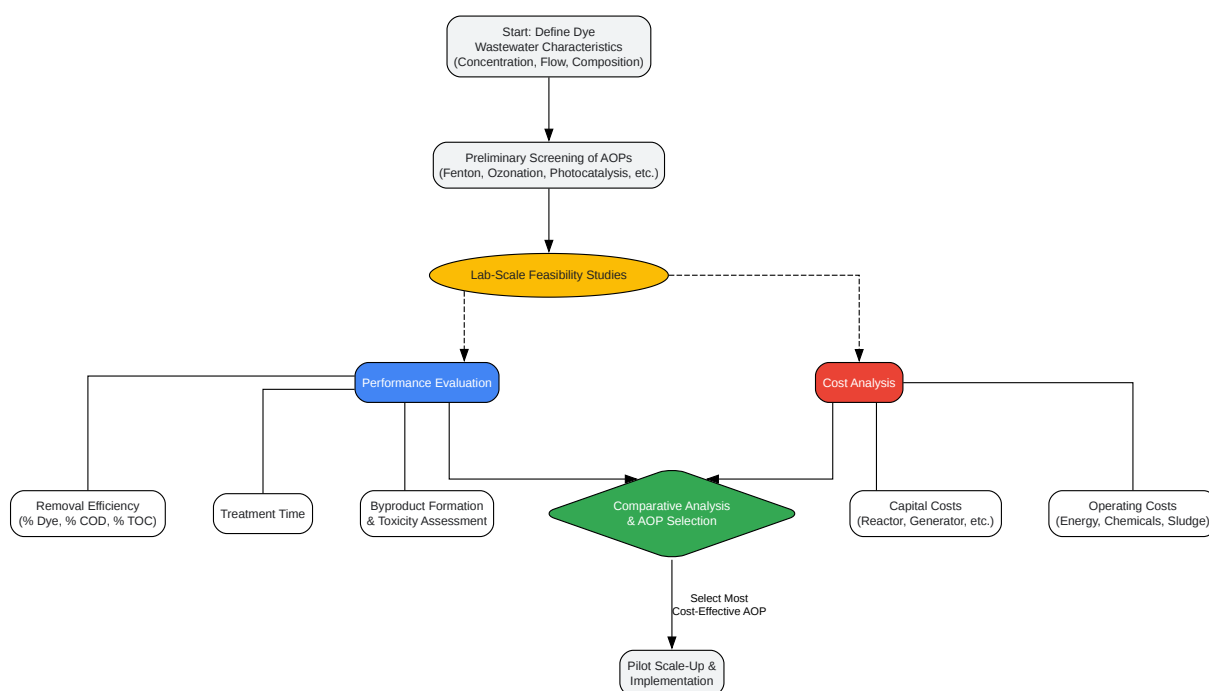 Start: Define Dye
Wastewater Characteristics
(Concentration, Flow, Composition)
Preliminary Screening of AOPs
(Fenton, Ozonation, Photocatalysis, etc.)
Lab-Scale Feasibility Studies
Performance Evaluation
Cost Analysis
Removal Efficiency
(% Dye, % COD, % TOC)
Treatment Time
Byproduct Formation
& Toxicity Assessment
Comparative Analysis
& AOP Selection
Capital Costs
(Reactor, Generator, etc.)
Operating Costs
(Energy, Chemicals, Sludge)
Select Most
Cost-Effective AOP
Pilot Scale-Up &
Implementation